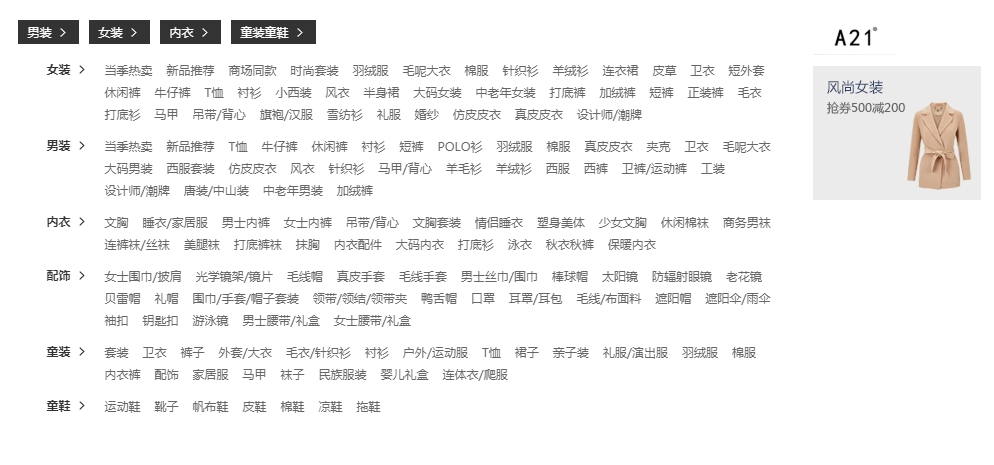 男装 女装 内衣 童装童鞋
A21
女装 当季热卖 新品推荐 商场同款 时尚套装 羽绒服 毛呢大衣 棉服 针织衫 羊绒衫 连衣裙 皮草 卫衣 短外套
休闲裤 牛仔裤 T恤 衬衫 小西装 风衣 半身裙 大码女装 中老年女装 打底裤 加绒裤 短裤 正装裤 毛衣
打底衫 马甲 吊带/背心 旗袍/汉服 雪纺衫 礼服 婚纱 仿皮皮衣 真皮皮衣 设计师/潮牌
风尚女装
抢券500减200
男装 当季热卖 新品推荐 T恤 牛仔裤 休闲裤 衬衫 短裤 POLO衫 羽绒服 棉服 真皮皮衣 夹克 卫衣 毛呢大衣
大码男装 西服套装 仿皮皮衣 风衣 针织衫 马甲/背心 羊毛衫 羊绒衫 西服 西裤 卫裤/运动裤 工装
设计师/潮牌 唐装/中山装 中老年男装 加绒裤
内衣 文胸 睡衣/家居服 男士内裤 女士内裤 吊带/背心 文胸套装 情侣睡衣 塑身美体 少女文胸 休闲棉袜 商务男袜
连裤袜/丝袜 美腿袜 打底裤袜 抹胸 内衣配件 大码内衣 打底衫 泳衣 秋衣秋裤 保暖内衣
配饰 女士围巾/披肩 光学镜架/镜片 毛线帽 真皮手套 毛线手套 男士丝巾/围巾 棒球帽 太阳镜 防辐射眼镜 老花镜
贝雷帽 礼帽 围巾/手套/帽子套装 领带/领结/领带夹 鸭舌帽 口罩 耳罩/耳包 毛线/布面料 遮阳帽 遮阳伞/雨伞
袖扣 钥匙扣 游泳镜 男士腰带/礼盒 女士腰带/礼盒
童装 套装 卫衣 裤子 外套/大衣 毛衣/针织衫 衬衫 户外/运动服 T恤 裙子 亲子装 礼服/演出服 羽绒服 棉服
内衣裤 配饰 家居服 马甲 袜子 民族服装 婴儿礼盒 连体衣/爬服
童鞋 运动鞋 靴子 帆布鞋 皮鞋 棉鞋 凉鞋 拖鞋